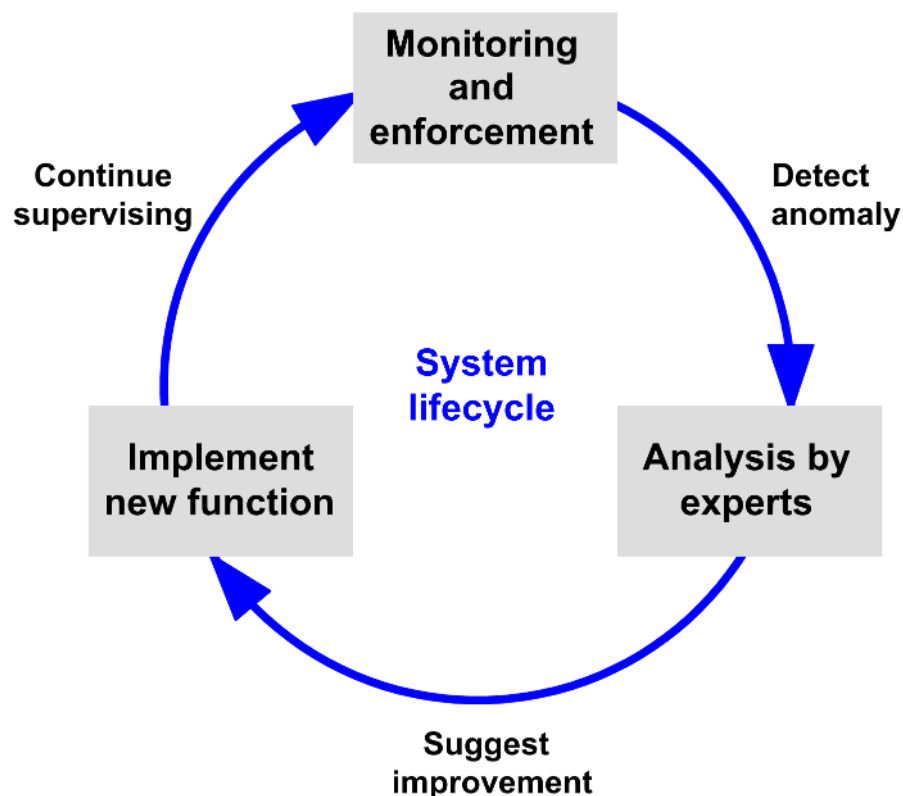 Monitoring
and
enforcement
Continue
supervising
Detect
anomaly
System
lifecycle
Implement
new function
Analysis by
experts
Suggest
improvement